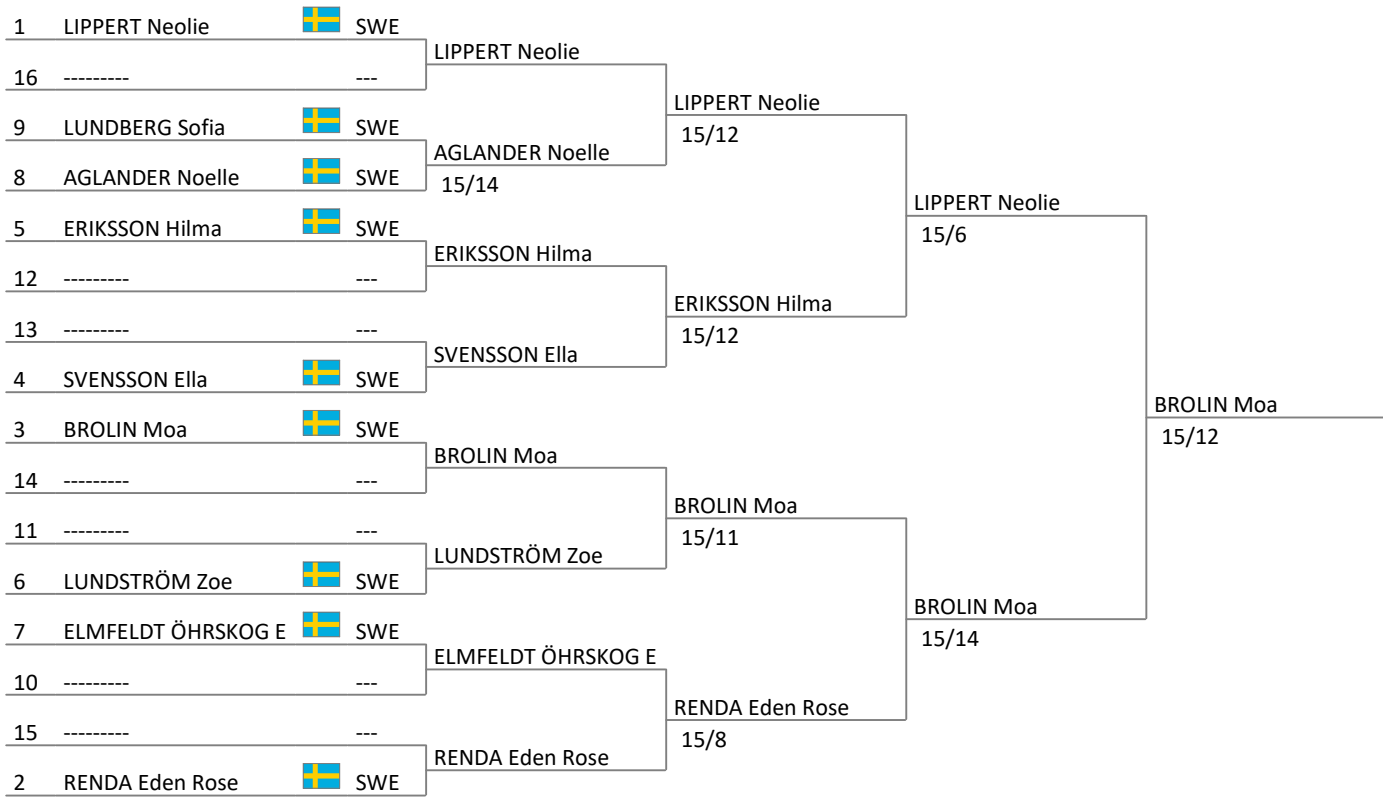 1 LIPPERT Neolie SWE
LIPPERT Neolie
16 --------- ---
LIPPERT Neolie
15/12
9 LUNDBERG Sofia SWE
AGLANDER Noelle
15/14
8 AGLANDER Noelle SWE
LIPPERT Neolie
15/6
5 ERIKSSON Hilma SWE
ERIKSSON Hilma
12 --------- ---
ERIKSSON Hilma
15/12
13 --------- ---
SVENSSON Ella
4 SVENSSON Ella SWE
BROLIN Moa
15/12
3 BROLIN Moa SWE
BROLIN Moa
14 --------- ---
BROLIN Moa
15/11
11 --------- ---
LUNDSTRÖM Zoe
6 LUNDSTRÖM Zoe SWE
BROLIN Moa
15/14
7 ELMFELDT ÖHRSKOG E SWE
ELMFELDT ÖHRSKOG E
10 --------- ---
RENDA Eden Rose
15/8
15 --------- ---
RENDA Eden Rose
2 RENDA Eden Rose SWE